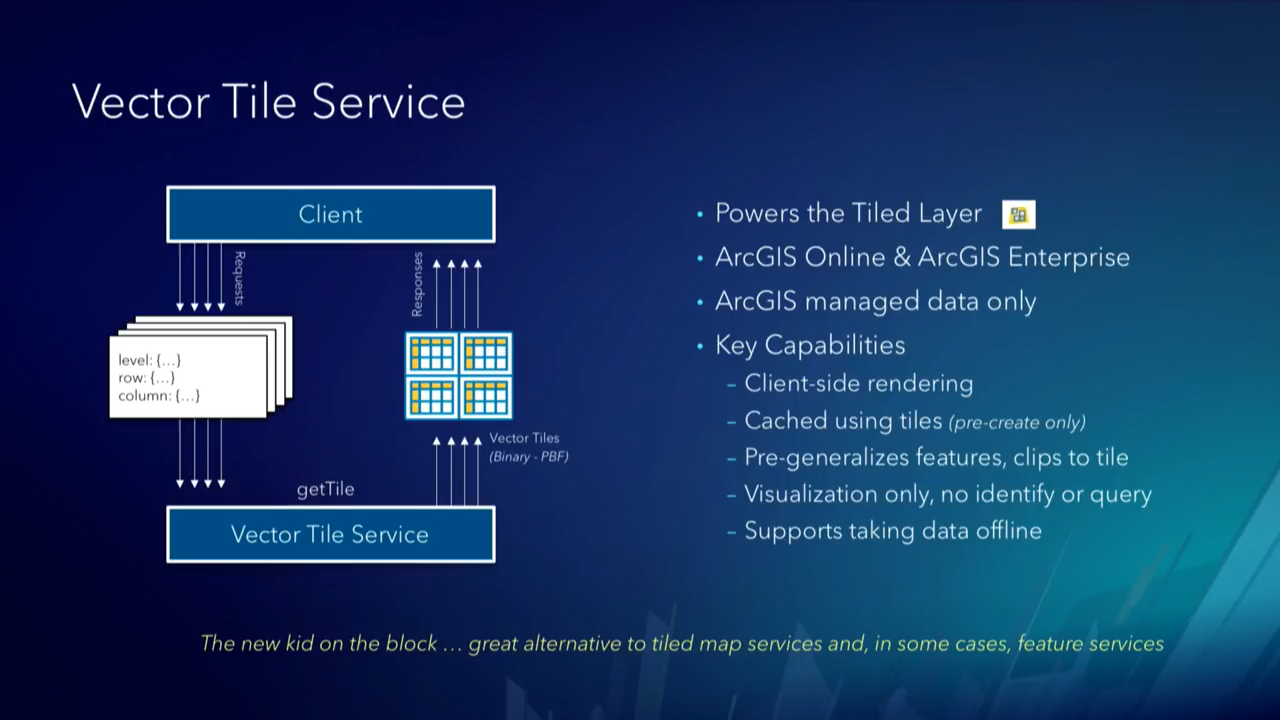 Vector Tile Service
Client
Requests
Responses
level: {...}
row: {...}
column: {...}
Vector Tiles
(Binary - PBF)
getTile
Vector Tile Service
• Powers the Tiled Layer
• ArcGIS Online & ArcGIS Enterprise
• ArcGIS managed data only
• Key Capabilities
– Client-side rendering
– Cached using tiles (pre-create only)
– Pre-generalizes features, clips to tile
– Visualization only, no identify or query
– Supports taking data offline
The new kid on the block ... great alternative to tiled map services and, in some cases, feature services